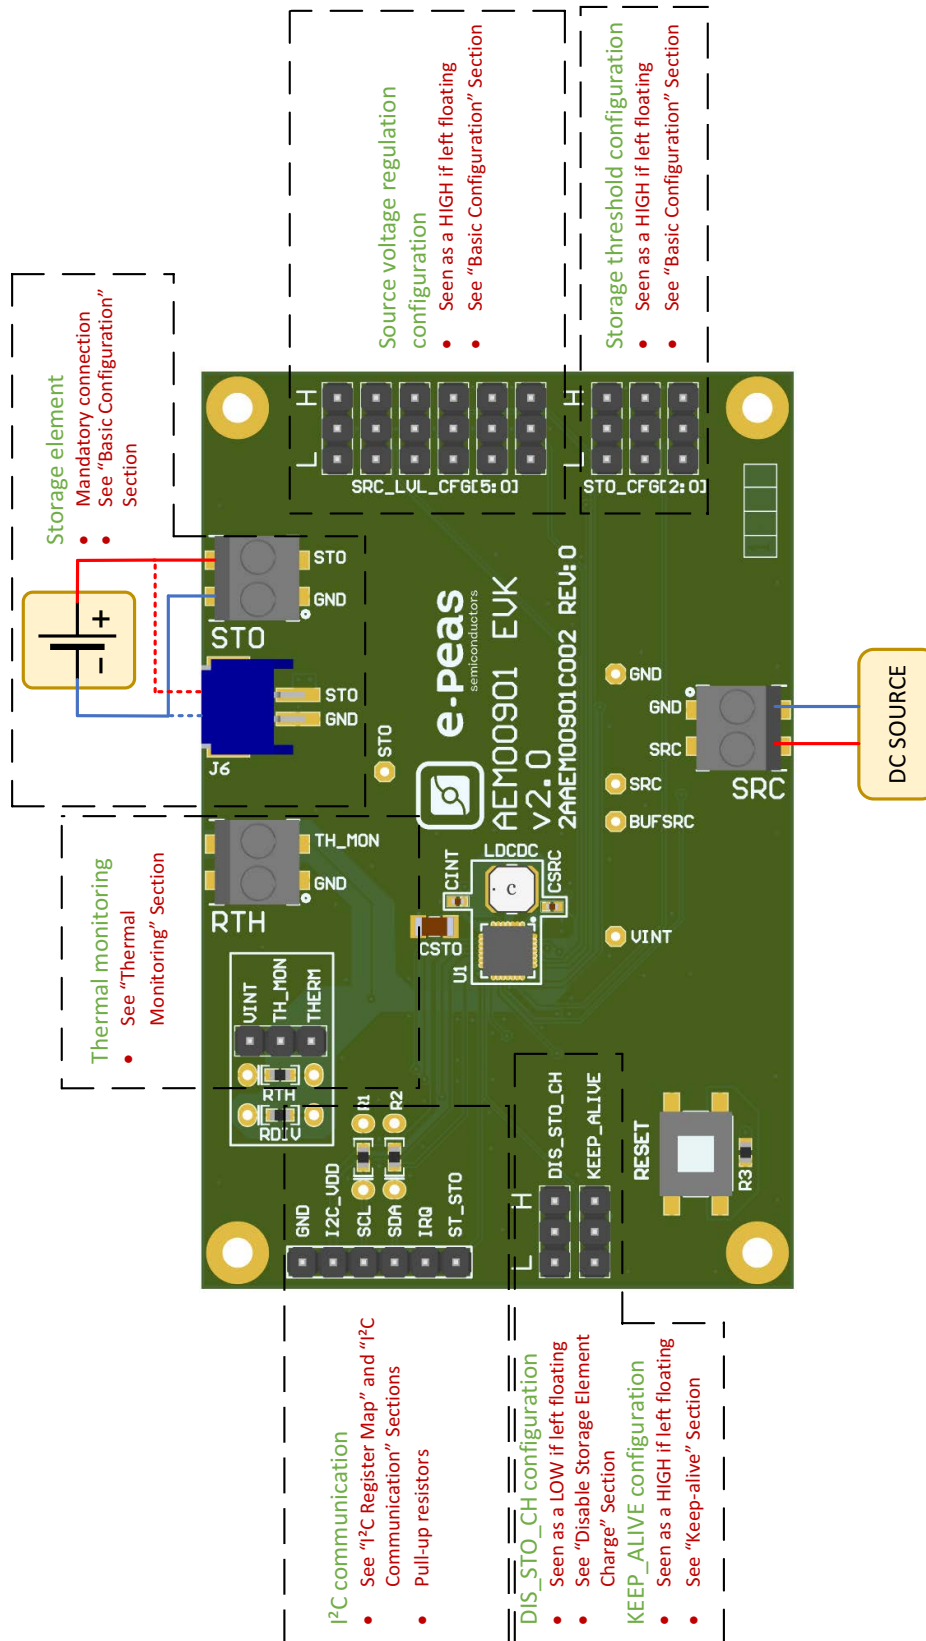 Storage element
• Mandatory connection
• See “Basic Configuration”
Section
Thermal monitoring
• See “Thermal
Monitoring” Section
Source voltage regulation
configuration
• Seen as a HIGH if left floating
• See “Basic Configuration” Section
Storage threshold configuration
• Seen as a HIGH if left floating
• See “Basic Configuration” Section
I²C communication
• See “I²C Register Map” and “I²C
Communication” Sections
• Pull-up resistors
DIS_STO_CH configuration
• Seen as a LOW if left floating
• See “Disable Storage Element
Charge” Section
KEEP_ALIVE configuration
• Seen as a HIGH if left floating
• See “Keep-alive” Section
DC SOURCE
+
-
STO
GND
STO
STO
GND
J6
STO
TH_MON
GND
RTH
VINT
TH_MON
THERM
RTH
RDIV
GND
I2C_VDD
SCL
SDA
IRQ
ST_STO
R1
R2
L
H
SRC_LVL_CFG[5:0]
L
H
STO_CFG[2:0]
e-peas
semiconductors
AEM00901 EVK
v2.0
2AAEM00901C002 REV:0
CSTO
CINT
LDCDC
C
CSRC
U1
L
H
DIS_STO_CH
KEEP_ALIVE
RESET
R3
VINT
BUFSRC
SRC
GND
SRC
GND
SRC